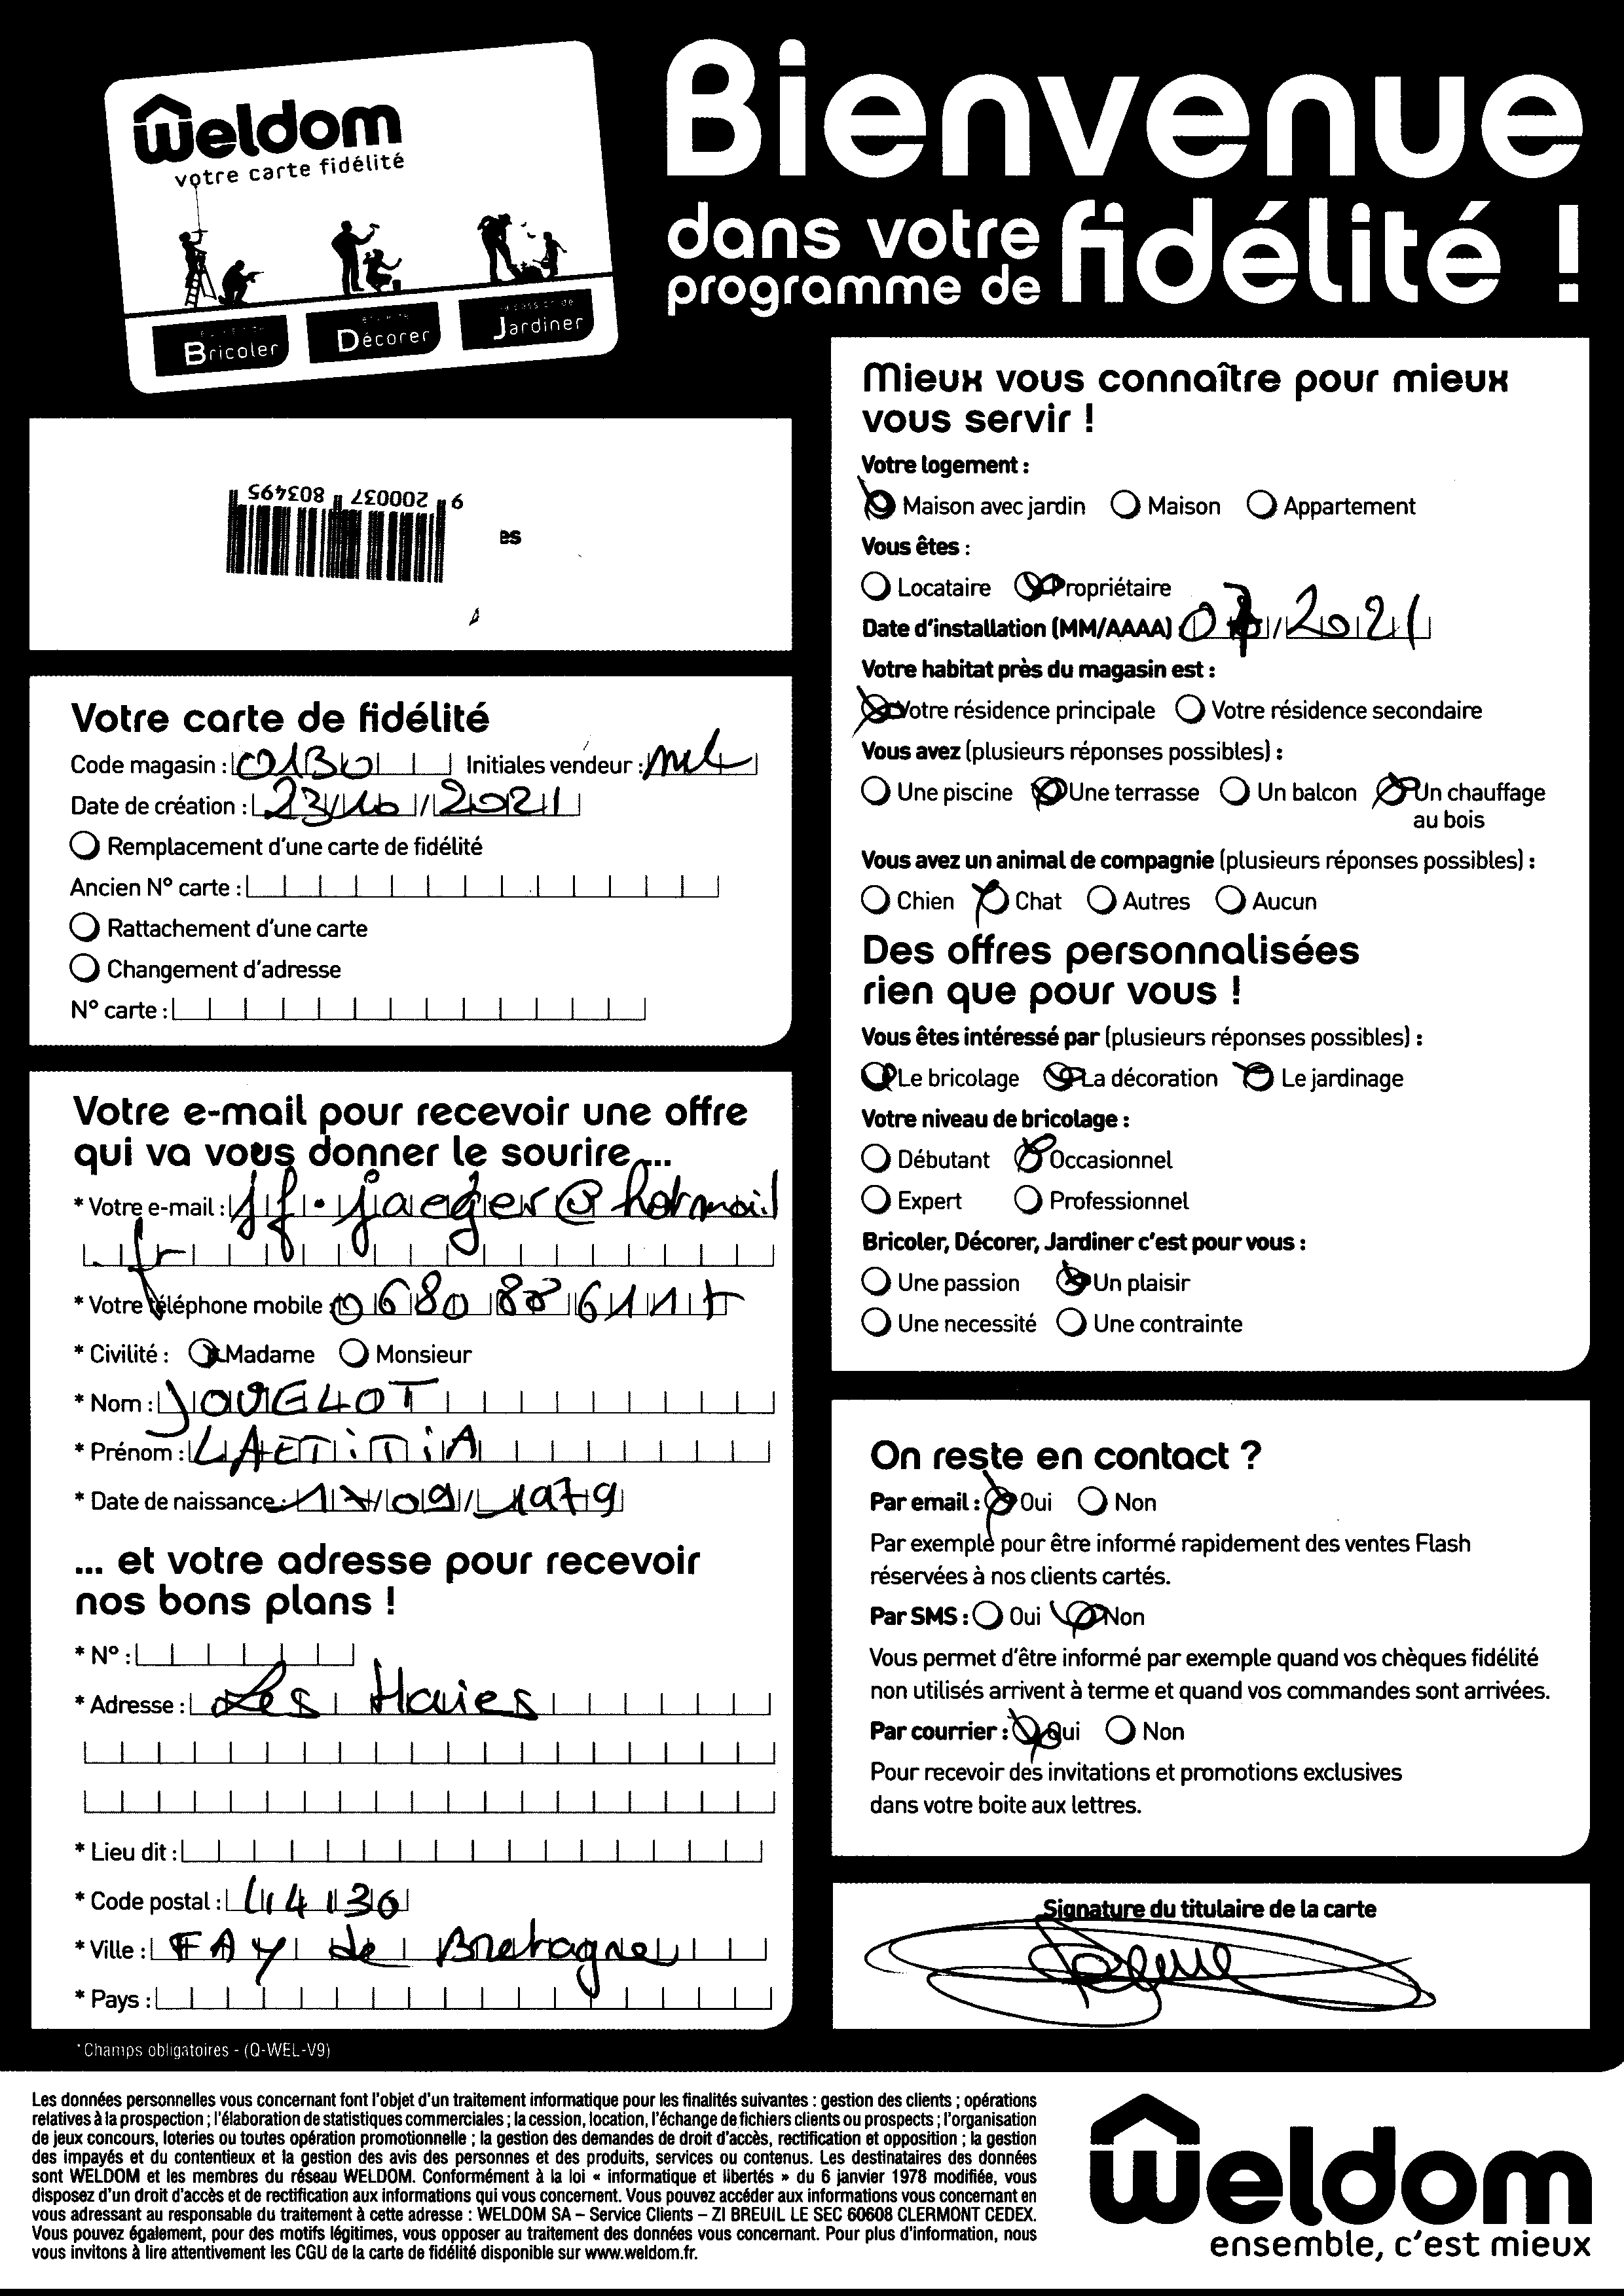 weldom
votre carte fidélité
Bricoler Décorer Jardiner
Bienvenue
dans votre
programme de fidélité !
9 200037 803495
es
Votre carte de fidélité
Code magasin : 0130 Initiales vendeur :
Date de création : 23/10/2021
Remplacement d'une carte de fidélité
Ancien N° carte :
Rattachement d'une carte
Changement d'adresse
N° carte :
Votre e-mail pour recevoir une offre
qui va vous donner le sourire ...
* Votre e-mail : jf.jaeger@hotmail
.fr
* Votre téléphone mobile : 06 80 88 61 17
* Civilité : Madame Monsieur
* Nom : JOUGLOT
* Prénom : LAETiTiA
* Date de naissance : 17/09/1979
... et votre adresse pour recevoir
nos bons plans !
* N° :
* Adresse : Les Haies
* Lieu dit :
* Code postal : 44130
* Ville : FAY de Bretagne
* Pays :
* Champs obligatoires - (Q-WEL-V9)
Mieux vous connaître pour mieux
vous servir !
Votre logement :
Maison avec jardin Maison Appartement
Vous êtes :
Locataire Propriétaire
Date d'installation (MM/AAAA) 07/2021
Votre habitat près du magasin est :
Votre résidence principale Votre résidence secondaire
Vous avez (plusieurs réponses possibles) :
Une piscine Une terrasse Un balcon Un chauffage
au bois
Vous avez un animal de compagnie (plusieurs réponses possibles) :
Chien Chat Autres Aucun
Des offres personnalisées
rien que pour vous !
Vous êtes intéressé par (plusieurs réponses possibles) :
Le bricolage La décoration Le jardinage
Votre niveau de bricolage :
Débutant Occasionnel
Expert Professionnel
Bricoler, Décorer, Jardiner c'est pour vous :
Une passion Un plaisir
Une necessité Une contrainte
On reste en contact ?
Par email : Oui Non
Par exemple pour être informé rapidement des ventes Flash
réservées à nos clients cartés.
Par SMS : Oui Non
Vous permet d'être informé par exemple quand vos chèques fidélité
non utilisés arrivent à terme et quand vos commandes sont arrivées.
Par courrier : Oui Non
Pour recevoir des invitations et promotions exclusives
dans votre boite aux lettres.
Signature du titulaire de la carte
Les données personnelles vous concernant font l'objet d'un traitement informatique pour les finalités suivantes : gestion des clients ; opérations
relatives à la prospection ; l'élaboration de statistiques commerciales ; la cession, location, l'échange de fichiers clients ou prospects ; l'organisation
de jeux concours, loteries ou toutes opération promotionnelle ; la gestion des demandes de droit d'accès, rectification et opposition ; la gestion
des impayés et du contentieux et la gestion des avis des personnes et des produits, services ou contenus. Les destinataires des données
sont WELDOM et les membres du réseau WELDOM. Conformément à la loi « informatique et libertés » du 6 janvier 1978 modifiée, vous
disposez d'un droit d'accès et de rectification aux informations qui vous concernent. Vous pouvez accéder aux informations vous concernant en
vous adressant au responsable du traitement à cette adresse : WELDOM SA – Service Clients – ZI BREUIL LE SEC 60608 CLERMONT CEDEX.
Vous pouvez également, pour des motifs légitimes, vous opposer au traitement des données vous concernant. Pour plus d'information, nous
vous invitons à lire attentivement les CGU de la carte de fidélité disponible sur www.weldom.fr.
weldom
ensemble, c'est mieux